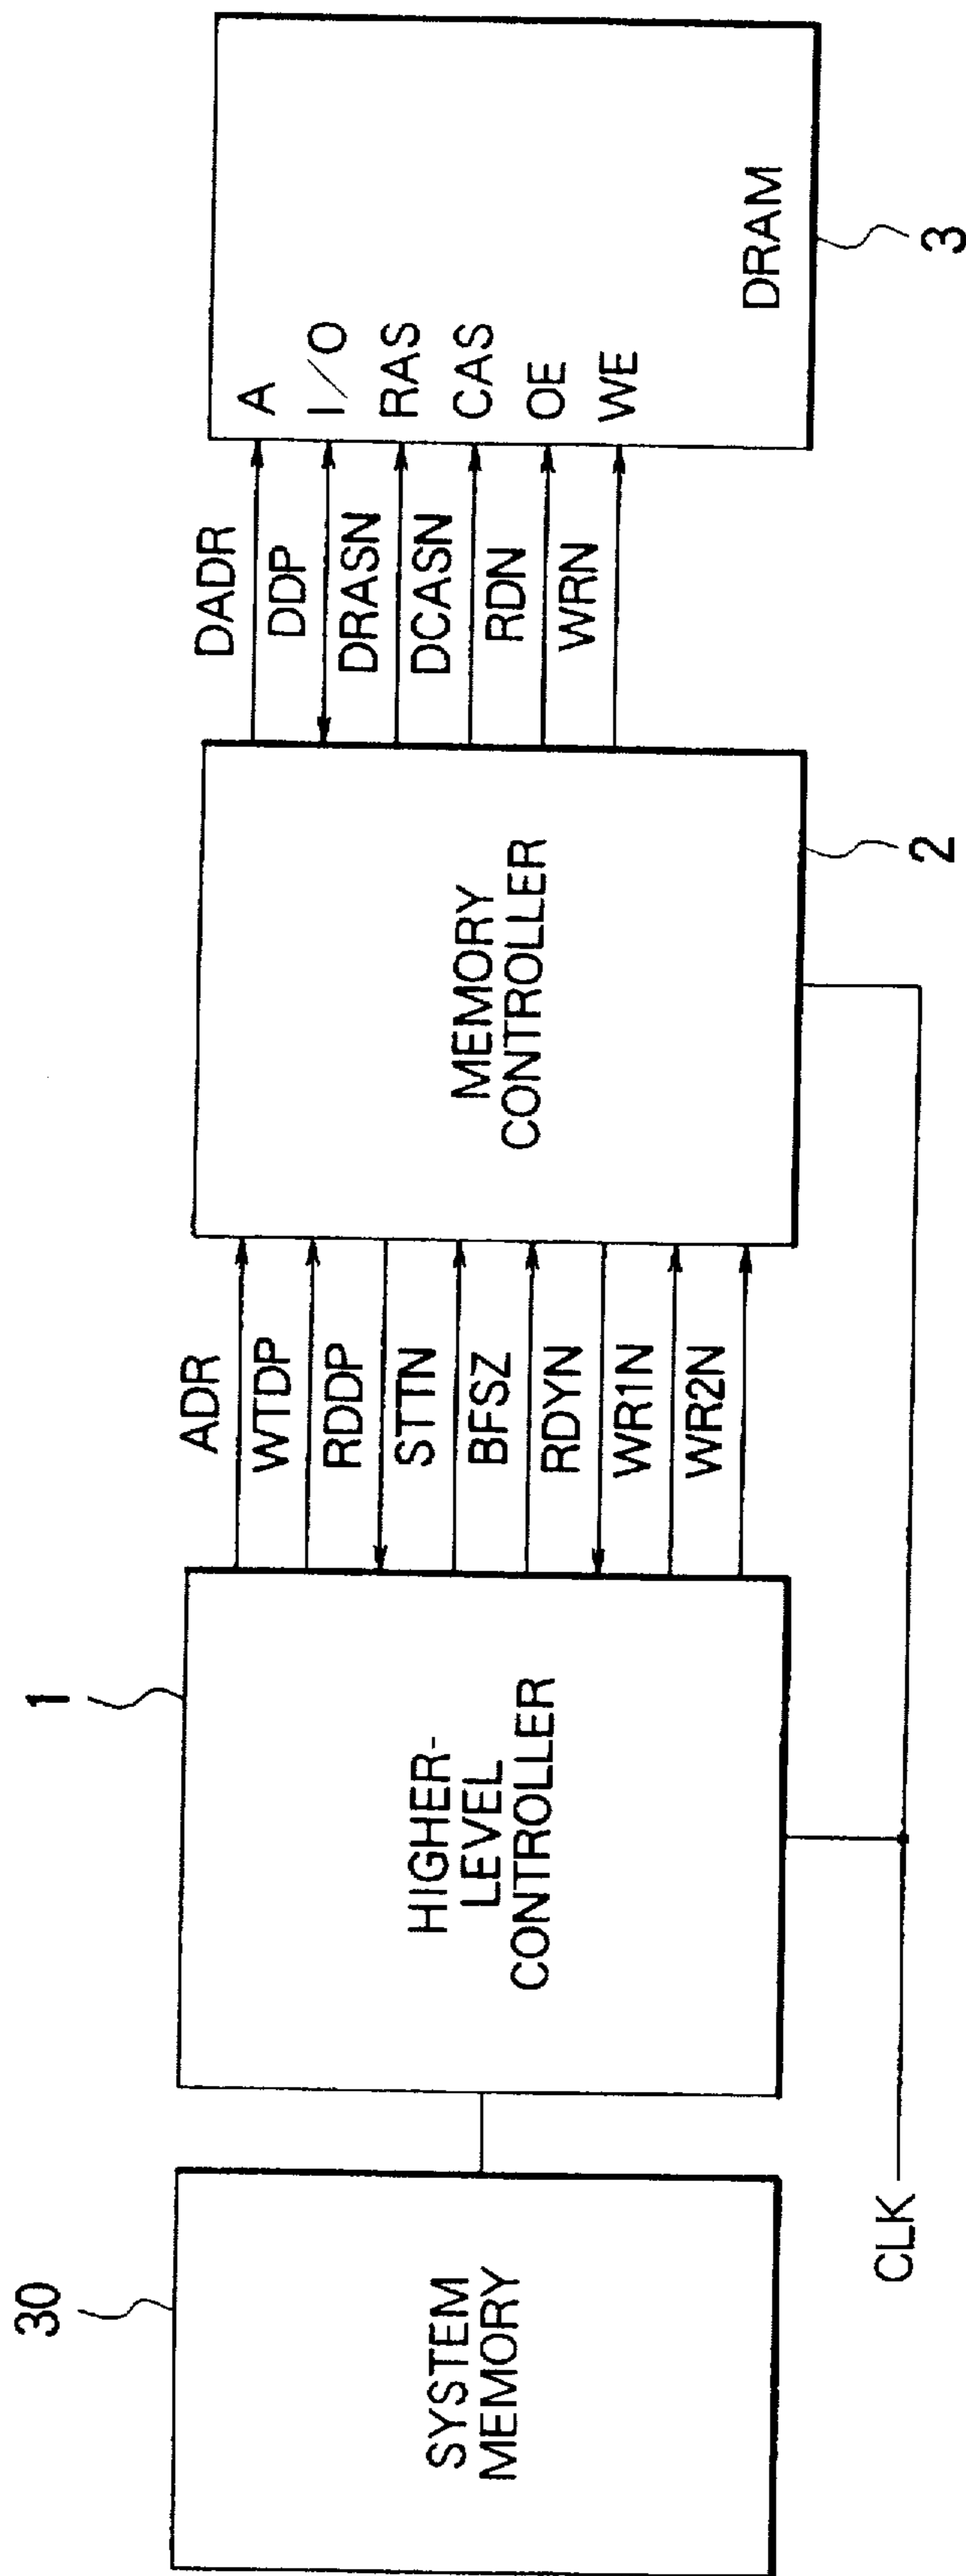 30
SYSTEM
MEMORY
1
HIGHER-
LEVEL
CONTROLLER
ADR
WTDP
RDDP
STTN
BFSZ
RDYN
WR1N
WR2N
MEMORY
CONTROLLER
2
DADR
DDP
DRASN
DCASN
RDN
WRN
A
I/O
RAS
CAS
OE
WE
DRAM
3
CLK